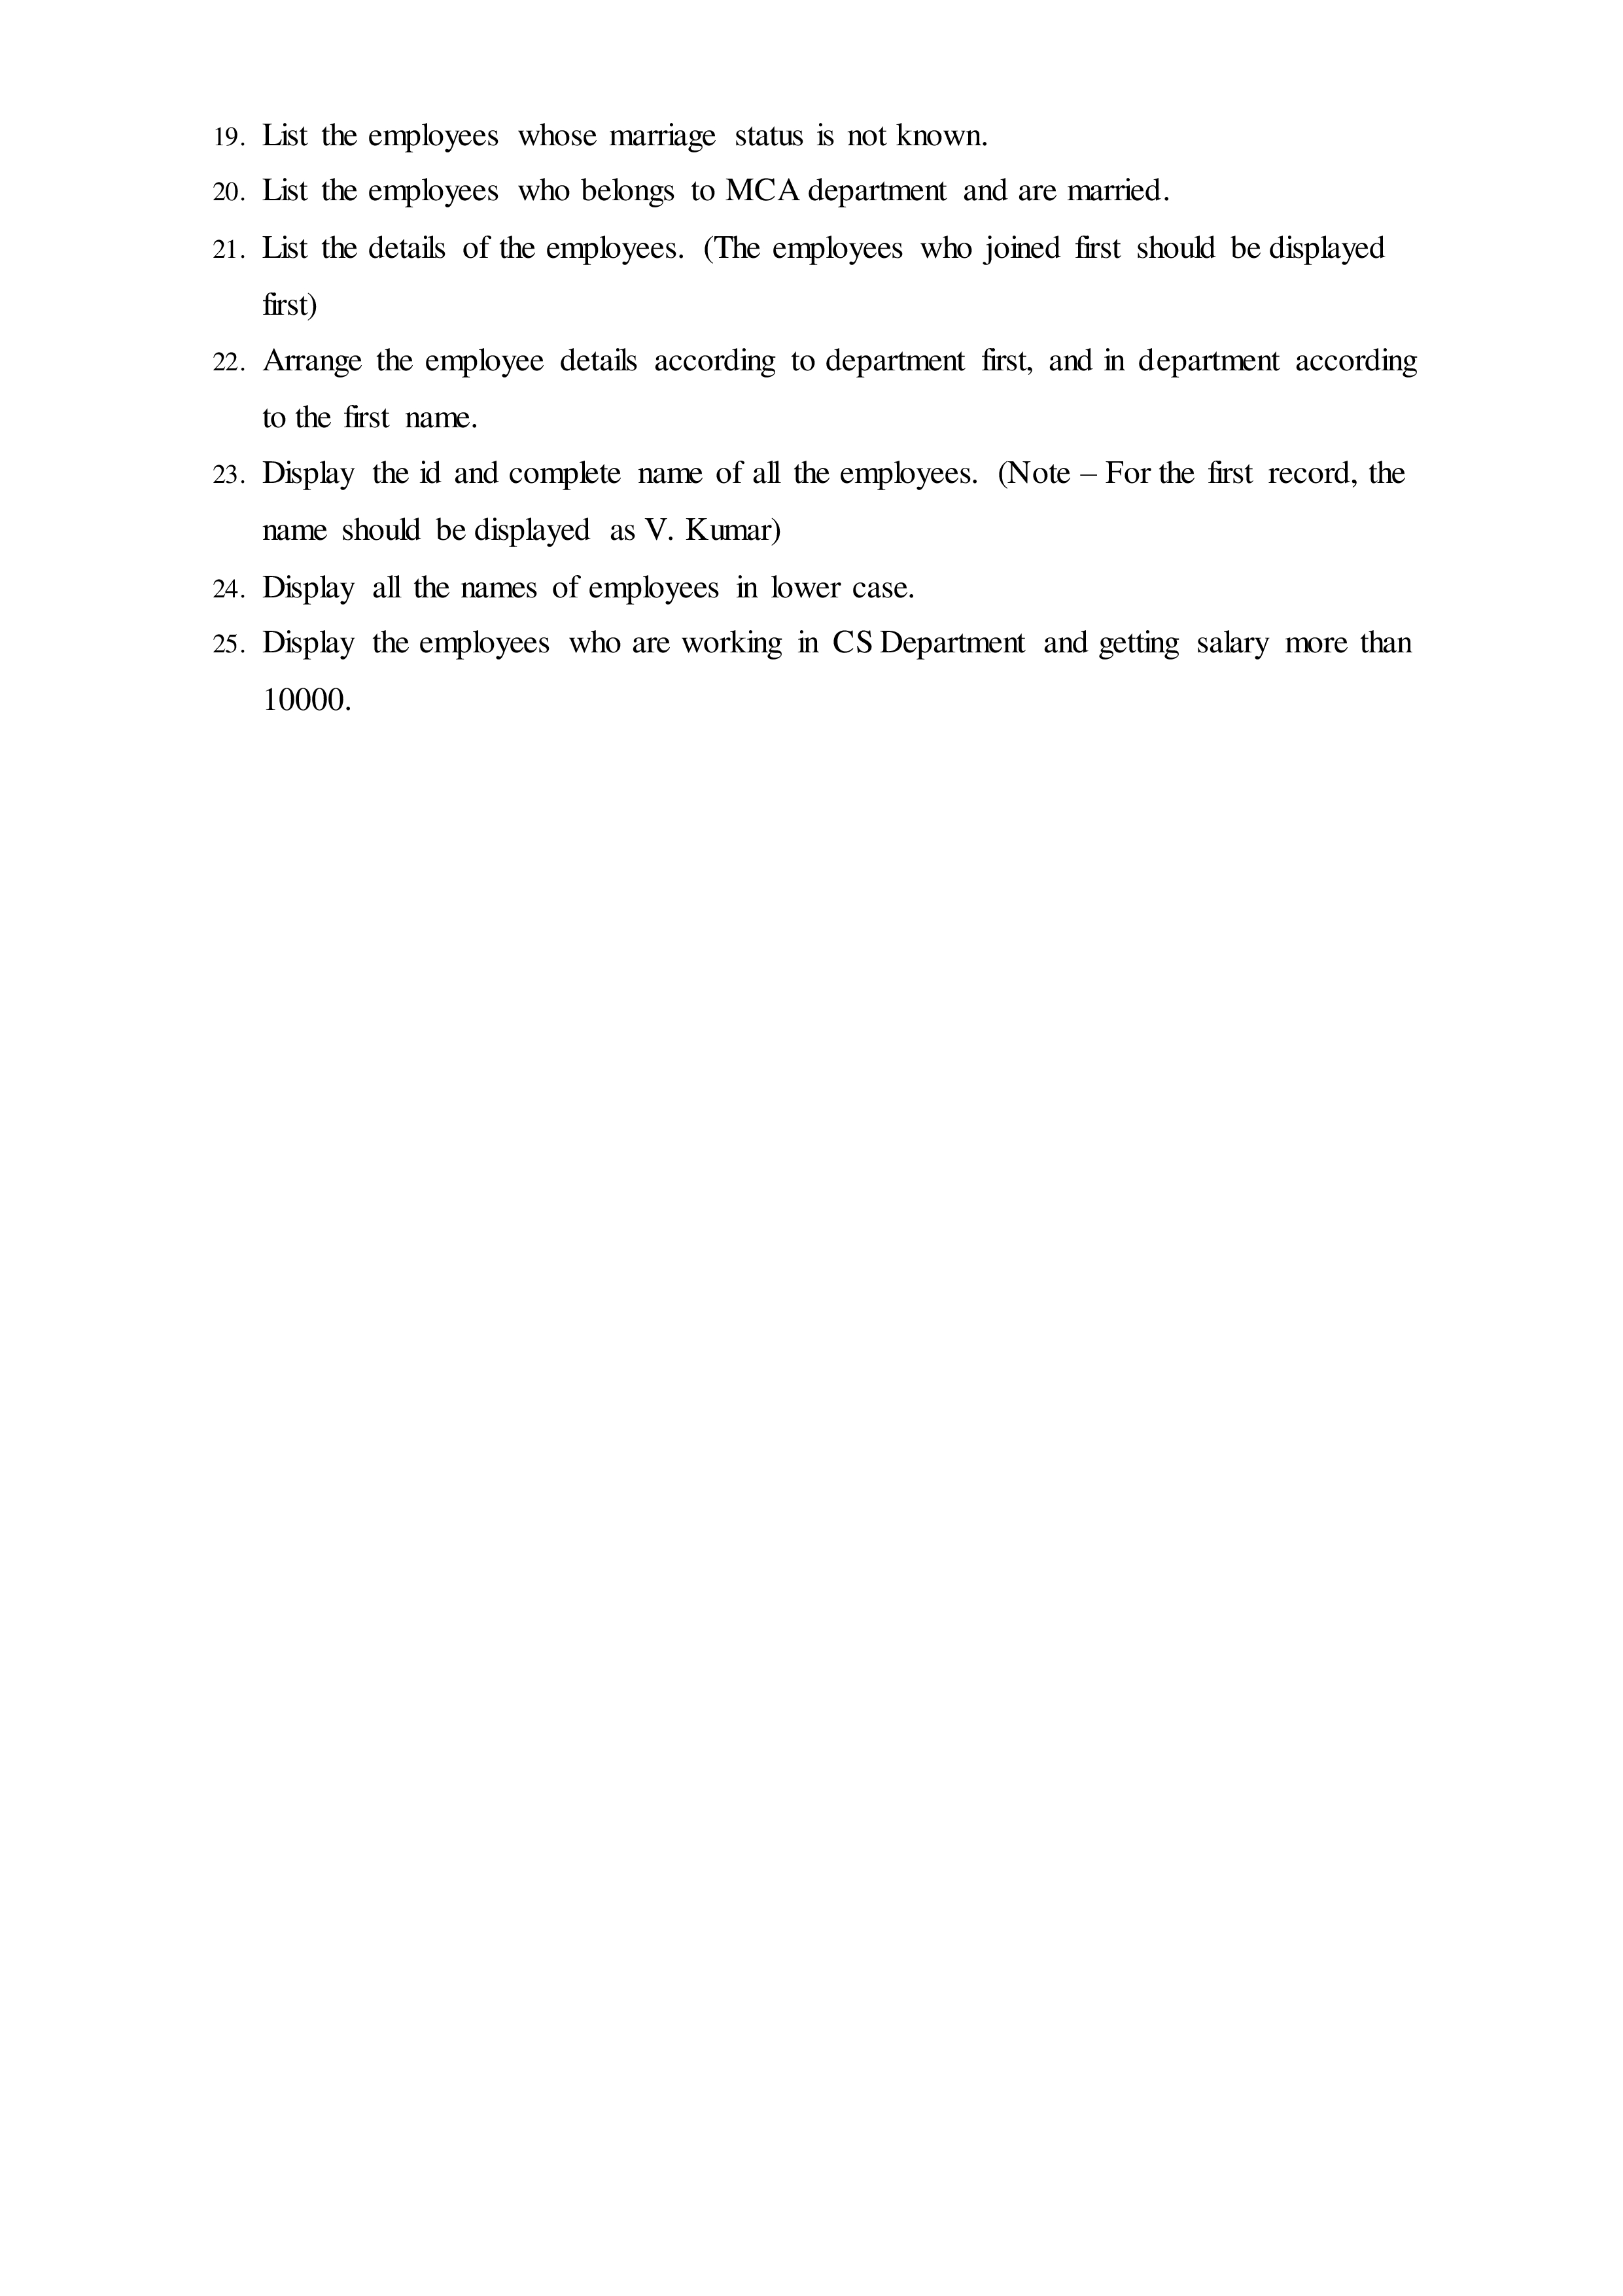 19. List the employees whose marriage status is not known.
20. List the employees who belongs to MCA department and are married.
21. List the details of the employees. (The employees who joined first should be displayed
first)
22. Arrange the employee details according to department first, and in department according
to the first name.
23. Display the id and complete name of all the employees. (Note – For the first record, the
name should be displayed as V. Kumar)
24. Display all the names of employees in lower case.
25. Display the employees who are working in CS Department and getting salary more than
10000.